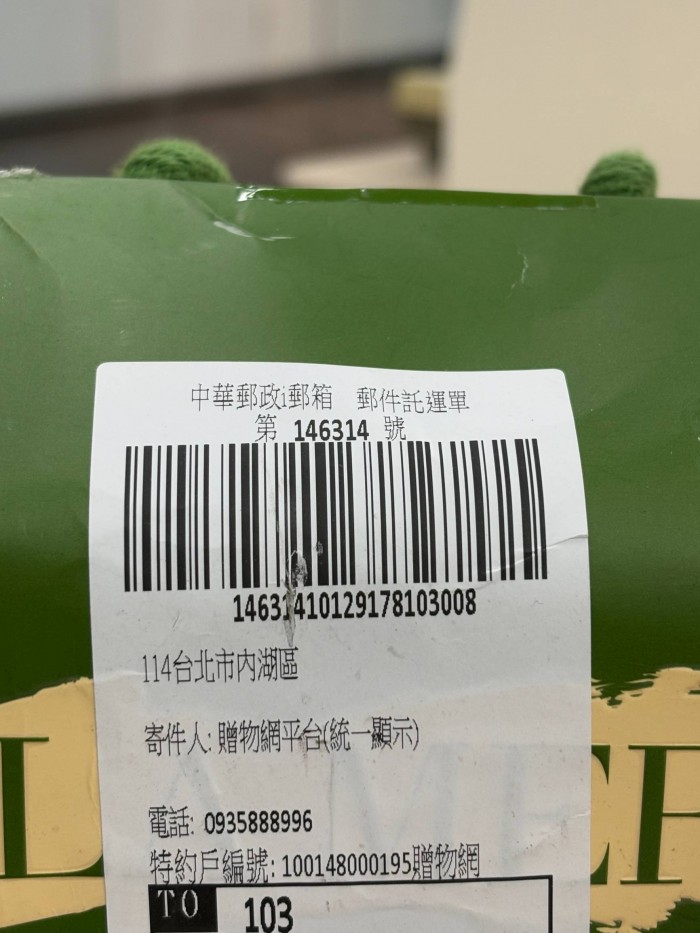 中華郵政i郵箱 郵件託運單
第 146314 號
14631410129178103008
114台北市內湖區
寄件人: 贈物網平台(統一顯示)
LA MER
電話: 0935888996
特約戶編號: 100148000195贈物網
TO 103